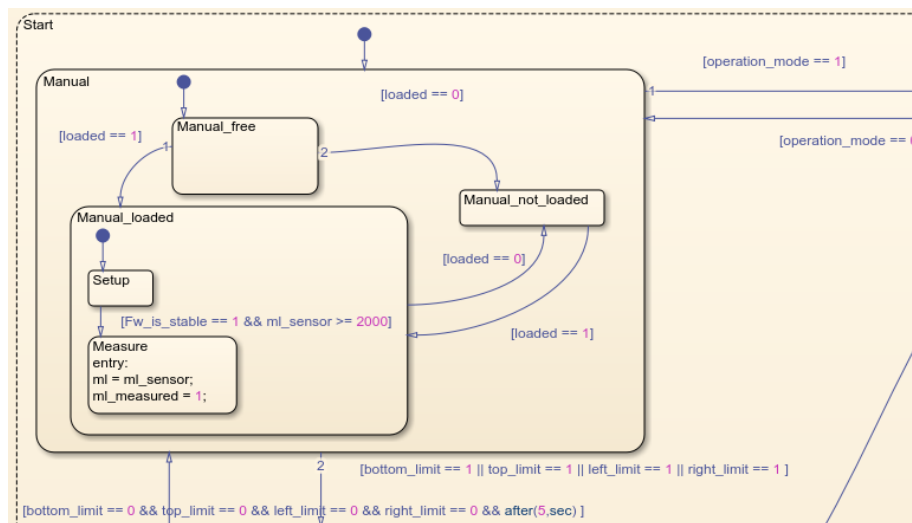 Start
[operation_mode == 1]
Manual
[loaded == 0]
1
[loaded == 1]
Manual_free
1
2
[operation_mode ==
Manual_not_loaded
Manual_loaded
[loaded == 0]
Setup
[Fw_is_stable == 1 && ml_sensor >= 2000]
[loaded == 1]
Measure
entry:
ml = ml_sensor;
ml_measured = 1;
2
[bottom_limit == 1 || top_limit == 1 || left_limit == 1 || right_limit == 1 ]
[bottom_limit == 0 && top_limit == 0 && left_limit == 0 && right_limit == 0 && after(5,sec) ]